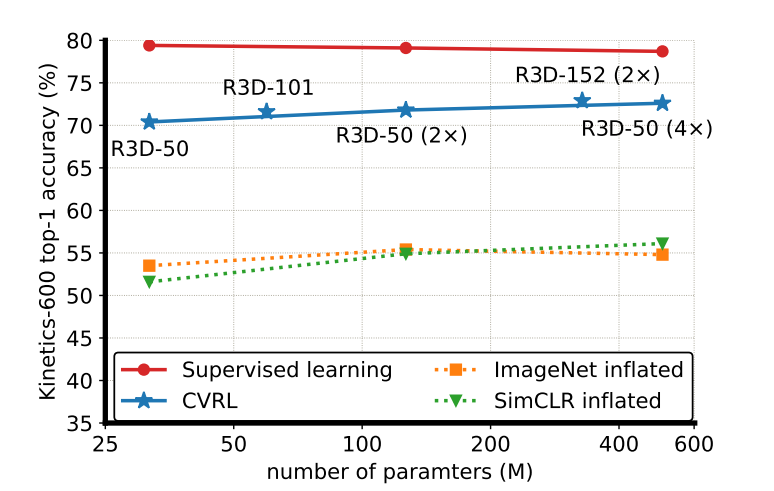 80
75
70
65
60
55
50
45
40
35
Kinetics-600 top-1 accuracy (%)
R3D-50
R3D-101
R3D-50 (2×)
R3D-152 (2×)
R3D-50 (4×)
Supervised learning
CVRL
ImageNet inflated
SimCLR inflated
25 50 100 200 400 600
number of paramters (M)